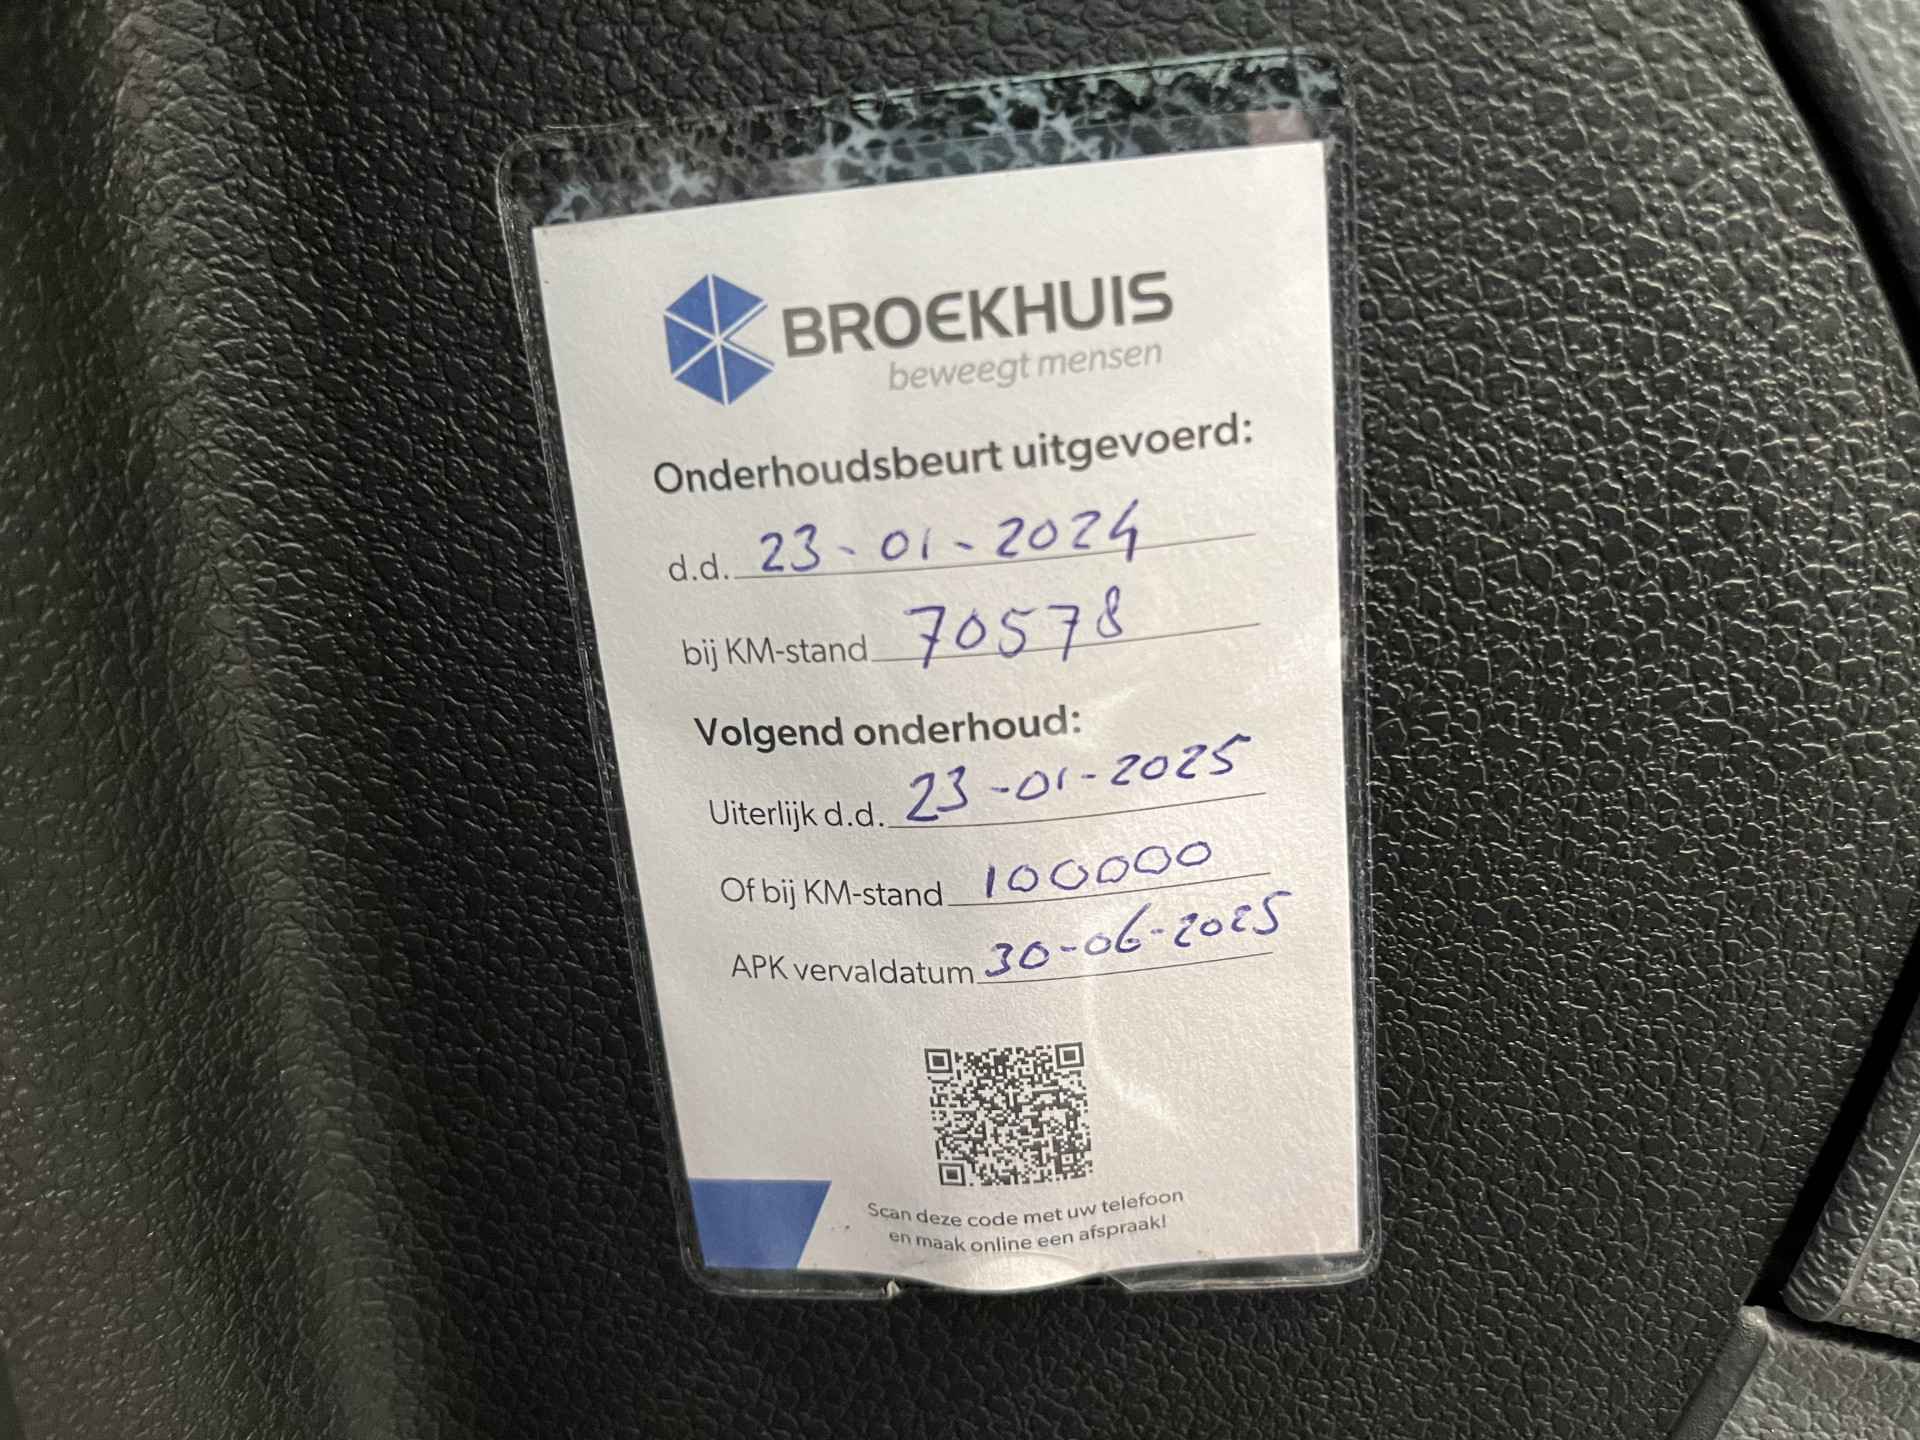 BROEKHUIS
beweegt mensen
Onderhoudsbeurt uitgevoerd:
d.d. 23-01-2024
bij KM-stand 70578
Volgend onderhoud:
Uiterlijk d.d. 23-01-2025
Of bij KM-stand 100000
APK vervaldatum 30-06-2025
Scan deze code met uw telefoon
en maak online een afspraak!